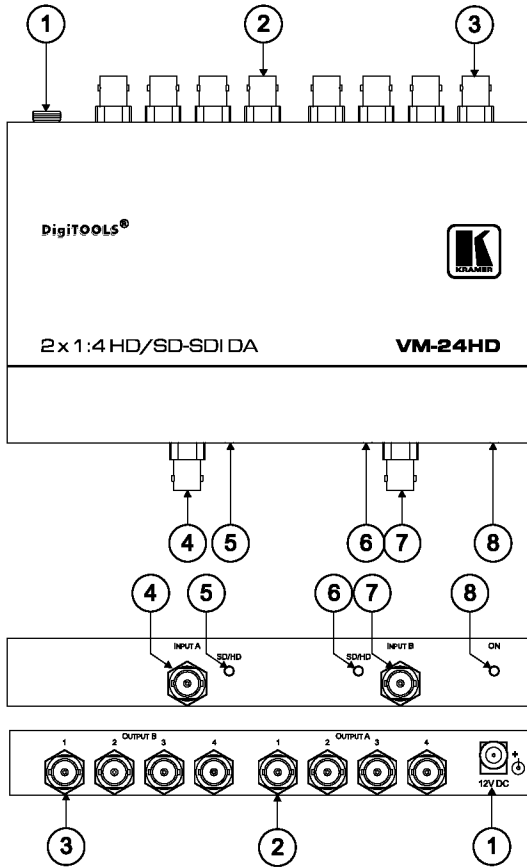 1 2 3
DigiTOOLS®
K
KRAMER
2 x 1:4 HD/SD-SDI DA VM-24HD
4 5 6 7 8
4 5 6 7 8
INPUT A SD/HD SD/HD INPUT B ON
OUTPUT B OUTPUT A
1 2 3 4 1 2 3 4 +
12V DC
3 2 1